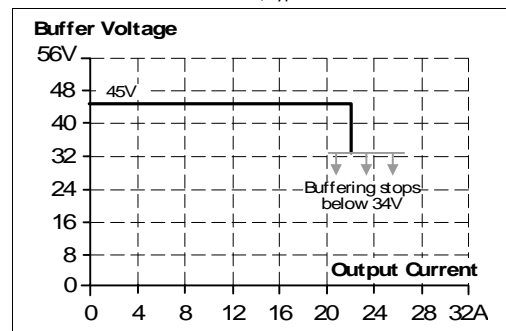 Buffer Voltage
56V
48
45V
40
32
24
Buffering stops
below 34V
16
8
Output Current
0
0 4 8 12 16 20 24 28 32A